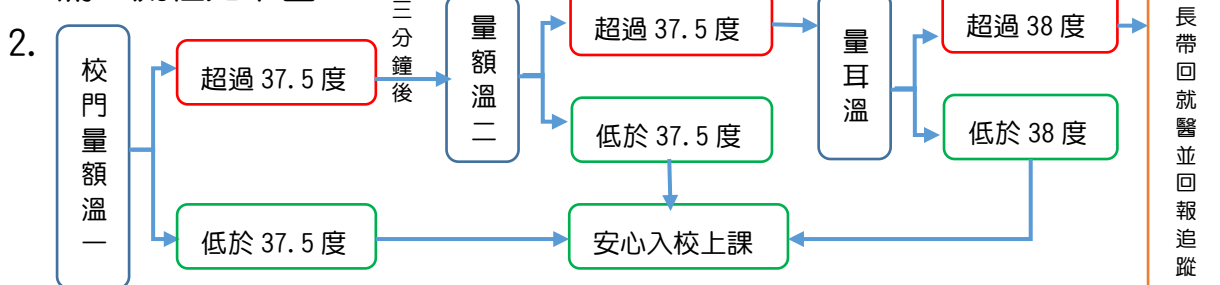 2.
校門量額溫一
超過 37.5 度
低於 37.5 度
三分鐘後
量額溫二
超過 37.5 度
低於 37.5 度
安心入校上課
量耳溫
超過 38 度
低於 38 度
長帶回就醫並回報追蹤